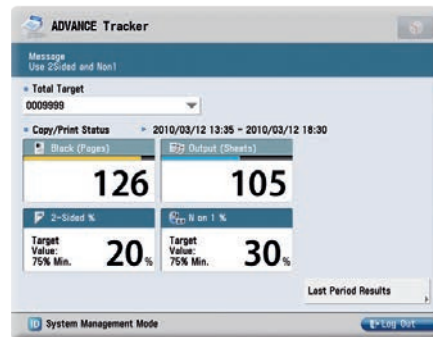 ADVANCE Tracker
Message
Use 2Sided and Non1
Total Target
0009999
Copy/Print Status 2010/03/12 13:35 - 2010/03/12 18:30
Black (Pages) Output (Sheets)
126 105
2-Sided % N on 1 %
Target Value: 75% Min. 20% Target Value: 75% Min. 30%
Last Period Results
ID System Management Mode Log Out